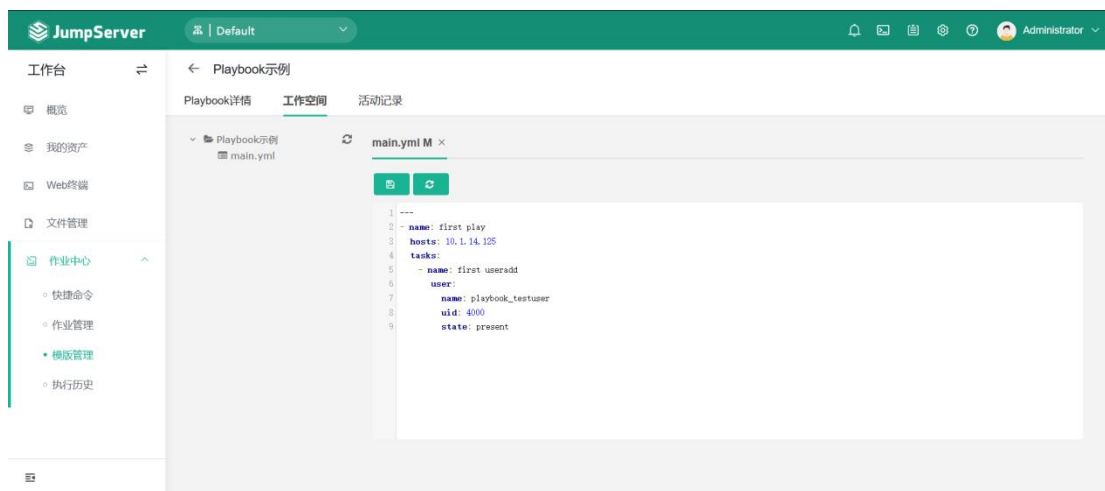 JumpServer
Default
Administrator
工作台
概览
我的资产
Web终端
文件管理
作业中心
快捷命令
作业管理
模版管理
执行历史
Playbook示例
Playbook详情 工作空间 活动记录
Playbook示例
main.yml
main.yml M ×
1 ---
2 - name: first play
3 hosts: 10.1.14.125
4 tasks:
5 - name: first useradd
6 user:
7 name: playbook_testuser
8 uid: 4000
9 state: present